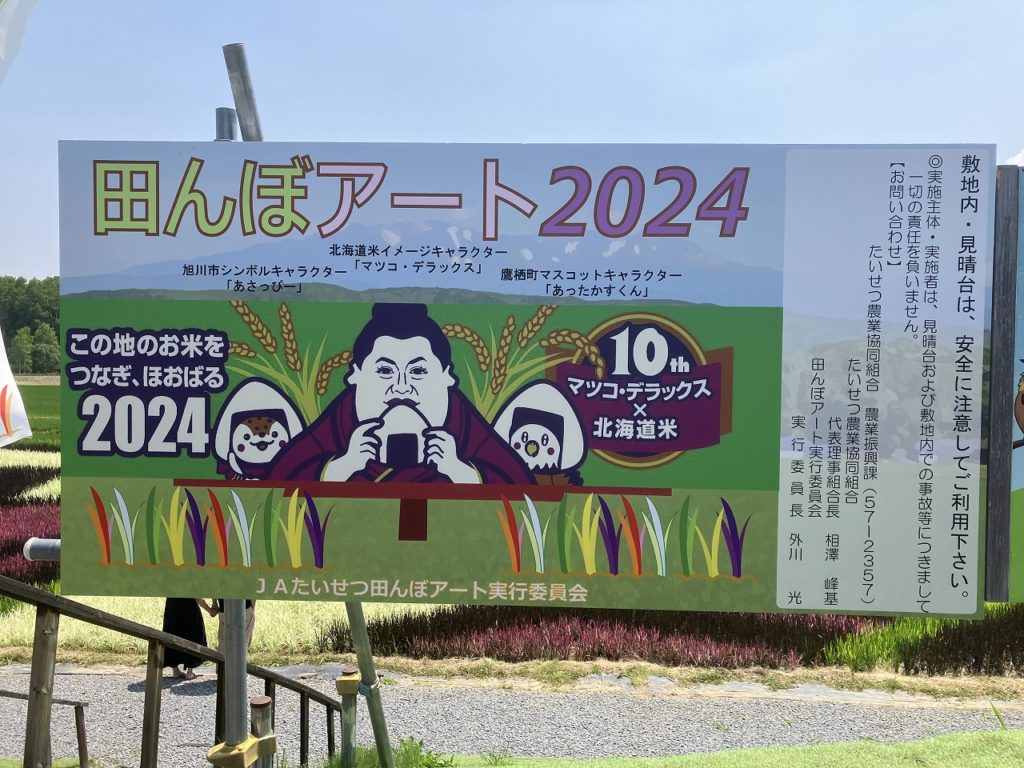 田んぼアート2024
北海道米イメージキャラクター
「マツコ・デラックス」
旭川市シンボルキャラクター
「あさっぴー」
鷹栖町マスコットキャラクター
「あったかすくん」
この地のお米を
つなぎ、ほおばる
2024
10th
マツコ・デラックス
×
北海道米
JAたいせつ田んぼアート実行委員会
敷地内・見晴台は、安全に注意してご利用下さい。
◎実施主体・実施者は、見晴台および敷地内での事故等につきまして
一切の責任を負いません。
【お問い合わせ】
たいせつ農業協同組合 農業振興課(57-2357)
たいせつ農業協同組合
代表理事組合長 相澤 峰基
田んぼアート実行委員会
実行委員長 外川 光